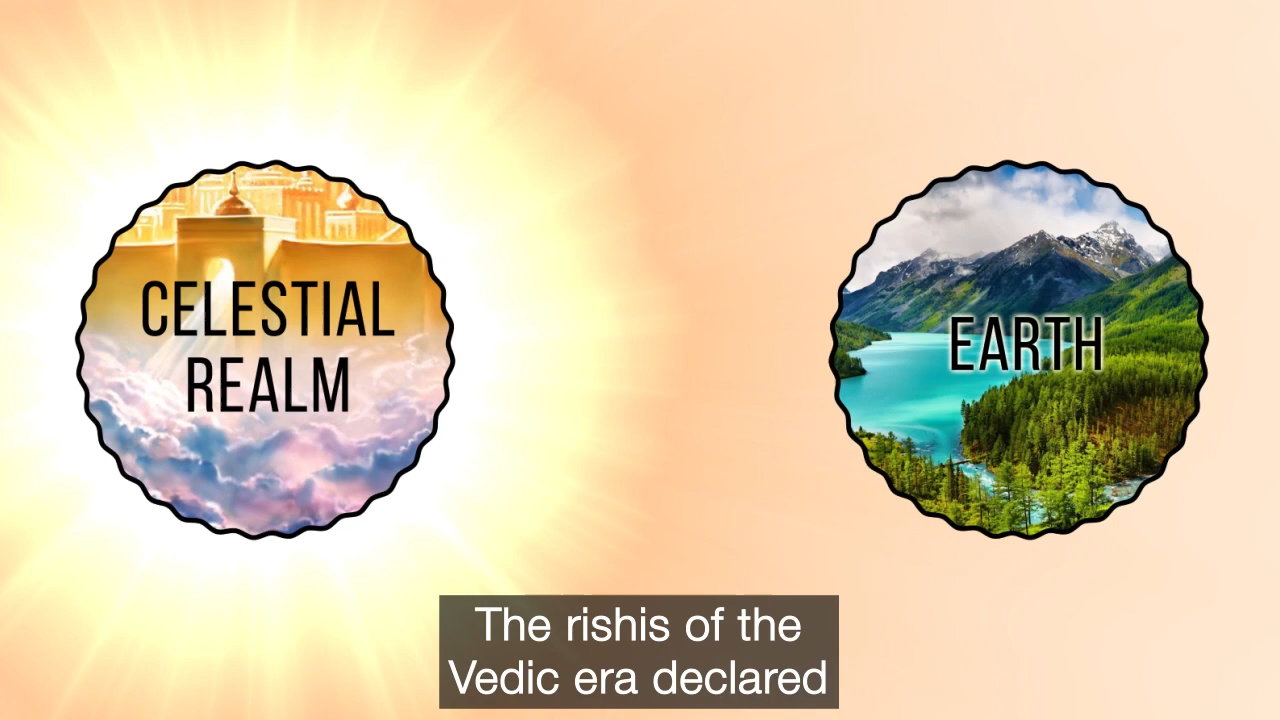 CELESTIAL
REALM
EARTH
The rishis of the
Vedic era declared